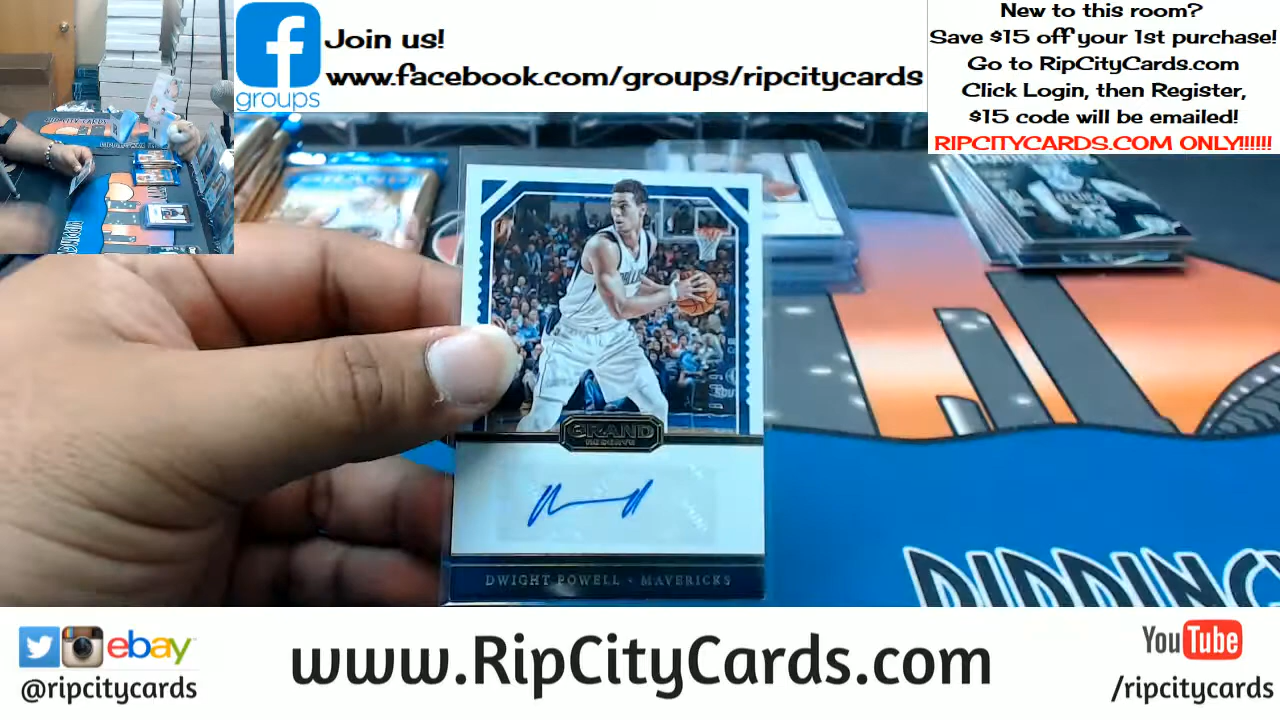 groups
Join us!
www.facebook.com/groups/ripcitycards
New to this room?
Save $15 off your 1st purchase!
Go to RipCityCards.com
Click Login, then Register,
$15 code will be emailed!
RIPCITYCARDS.COM ONLY!!!!!!
GRAND
RESERVE
DWIGHT POWELL • MAVERICKS
ebay
@ripcitycards
www.RipCityCards.com
YouTube
/ripcitycards